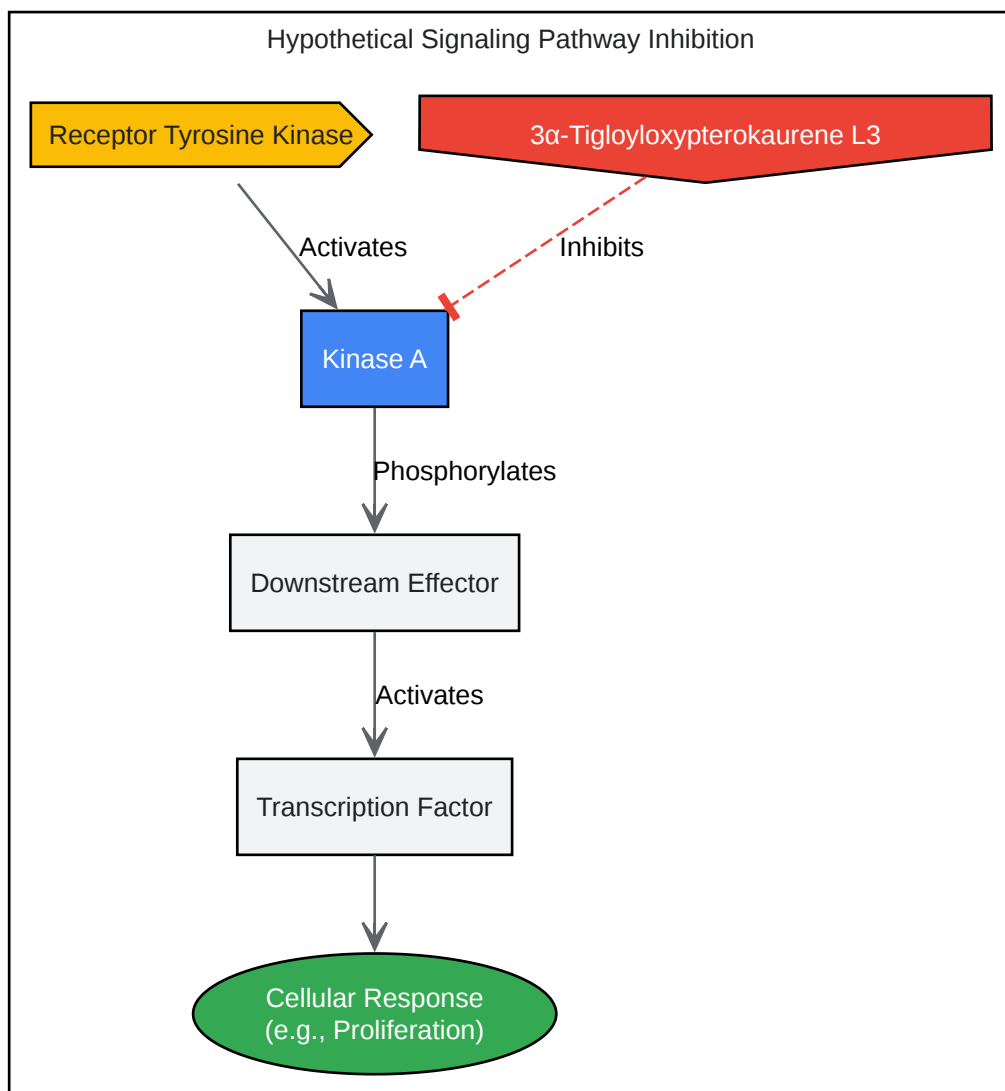 Hypothetical Signaling Pathway Inhibition
Receptor Tyrosine Kinase
3α-Tigloyloxypterokaurene L3
Activates
Inhibits
Kinase A
Phosphorylates
Downstream Effector
Activates
Transcription Factor
Cellular Response
(e.g., Proliferation)